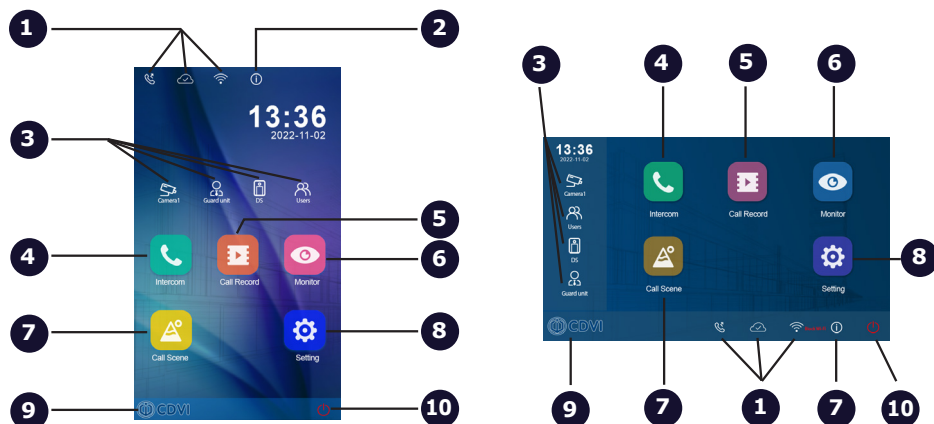 1
2
13:36
2022-11-02
3
Camera1
Guard unit
DS
Users
5
4
6
Intercom
Call Record
Monitor
7
8
Call Scene
Setting
9
CDVI
10
3
4
5
6
13:36
2022-11-02
Camera1
Users
DS
Guard unit
Intercom
Call Record
Monitor
8
Call Scene
Setting
CDVI
9
7
1
7
10